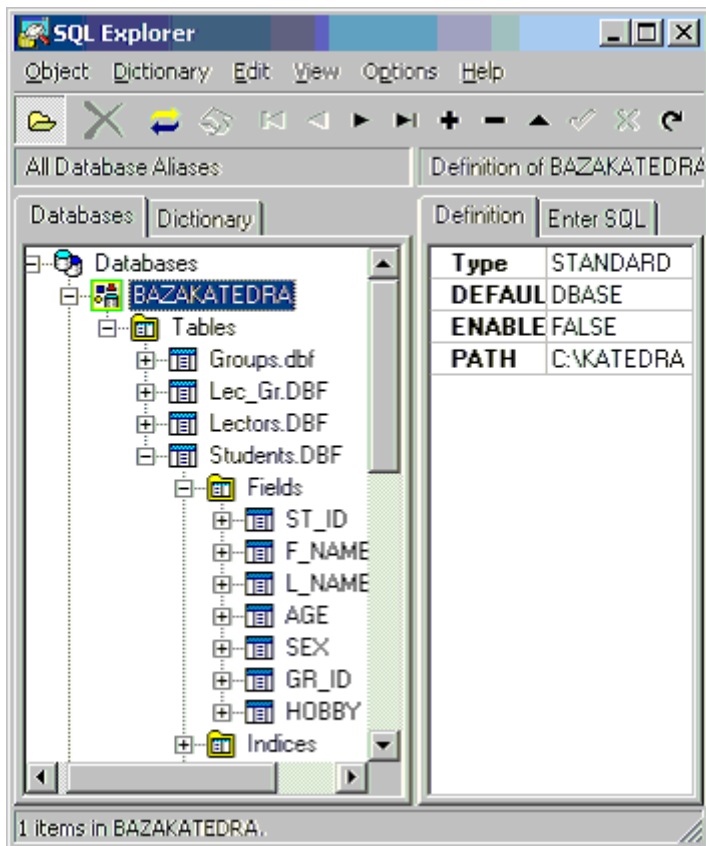 SQL Explorer
Object Dictionary Edit View Options Help
All Database Aliases
Definition of BAZAKATEDRA
Databases Dictionary
Definition Enter SQL
Databases
BAZAKATEDRA
Tables
Groups.dbf
Lec_Gr.DBF
Lectors.DBF
Students.DBF
Fields
ST_ID
F_NAME
L_NAME
AGE
SEX
GR_ID
HOBBY
Indices
Type STANDARD
DEFAUL DBASE
ENABLE FALSE
PATH C:\KATEDRA
1 items in BAZAKATEDRA.